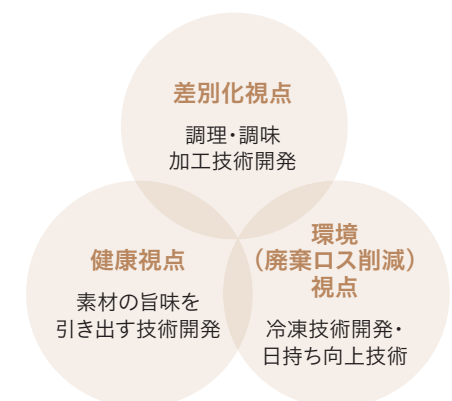 差別化視点
調理・調味
加工技術開発
健康視点
素材の旨味を
引き出す技術開発
環境
（廃棄ロス削減）
視点
冷凍技術開発・
日持ち向上技術